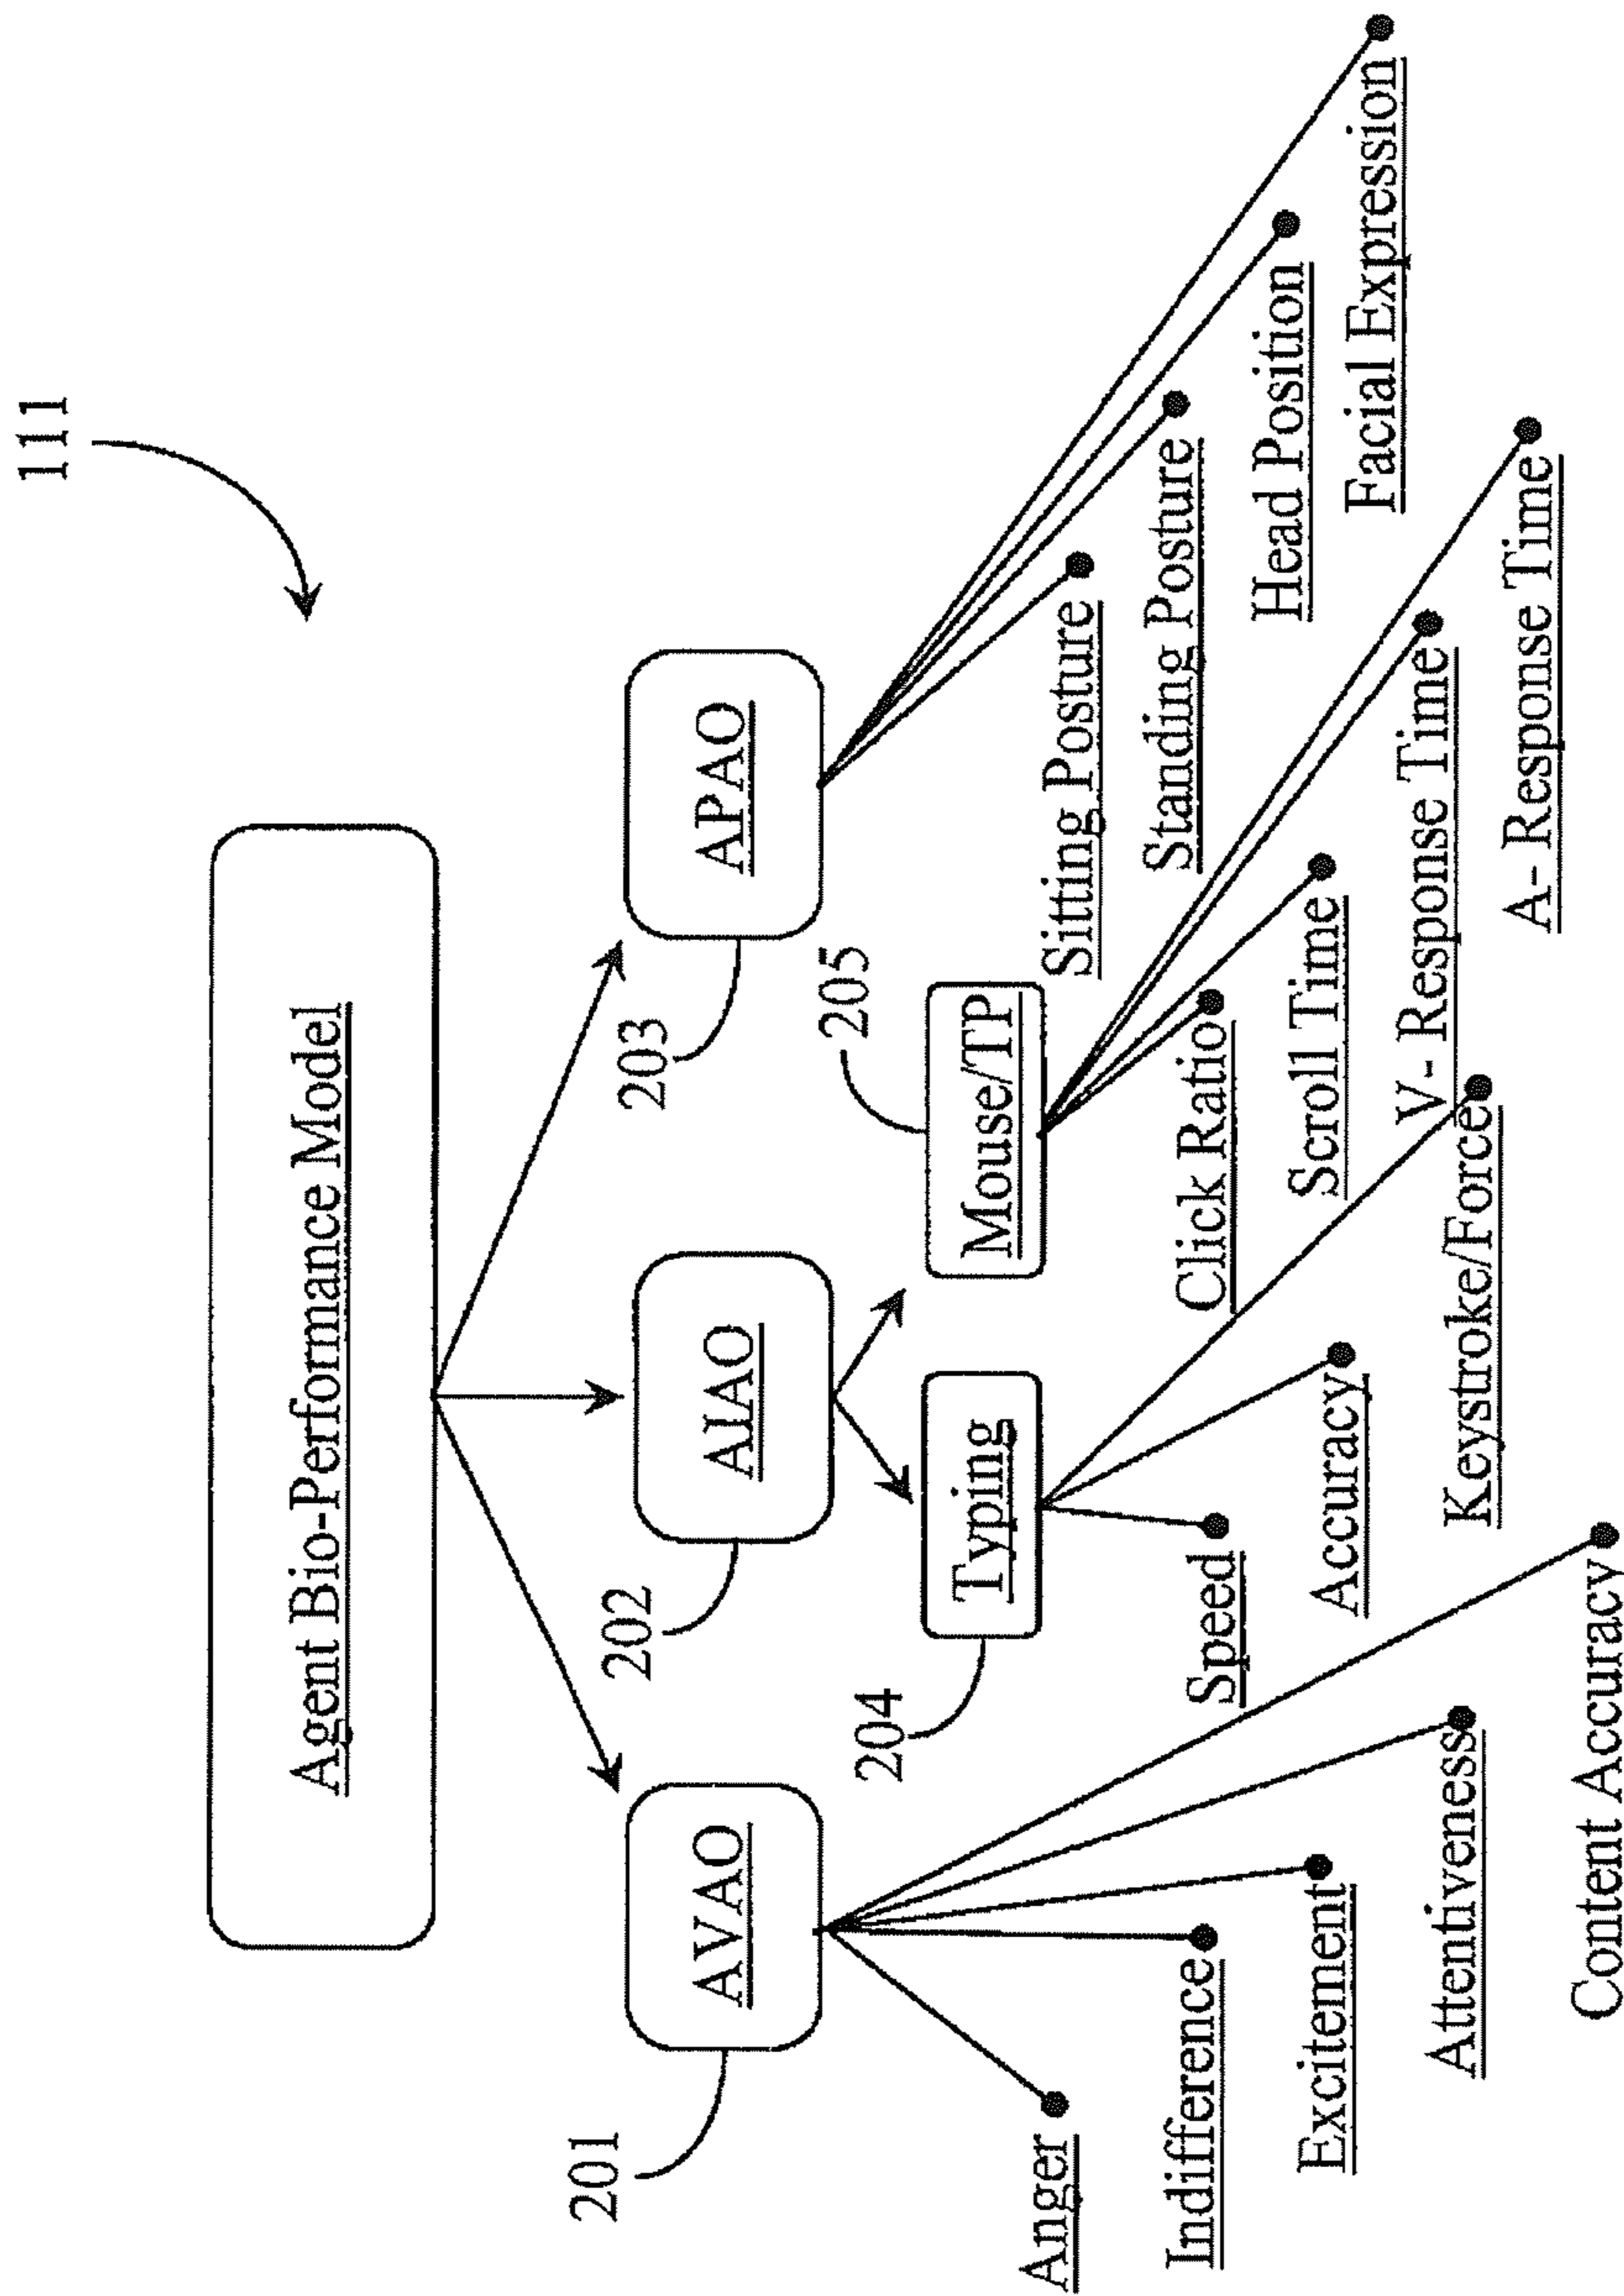 111
Agent Bio-Performance Model
201
AVAO
202
AIAO
203
APAO
204
Typing
205
Mouse/TP
Anger
Indifference
Excitement
Attentiveness
Content Accuracy
Speed
Accuracy
Keystroke/Force
Click Ratio
Scroll Time
V- Response Time
A- Response Time
Sitting Posture
Standing Posture
Head Position
Facial Expression